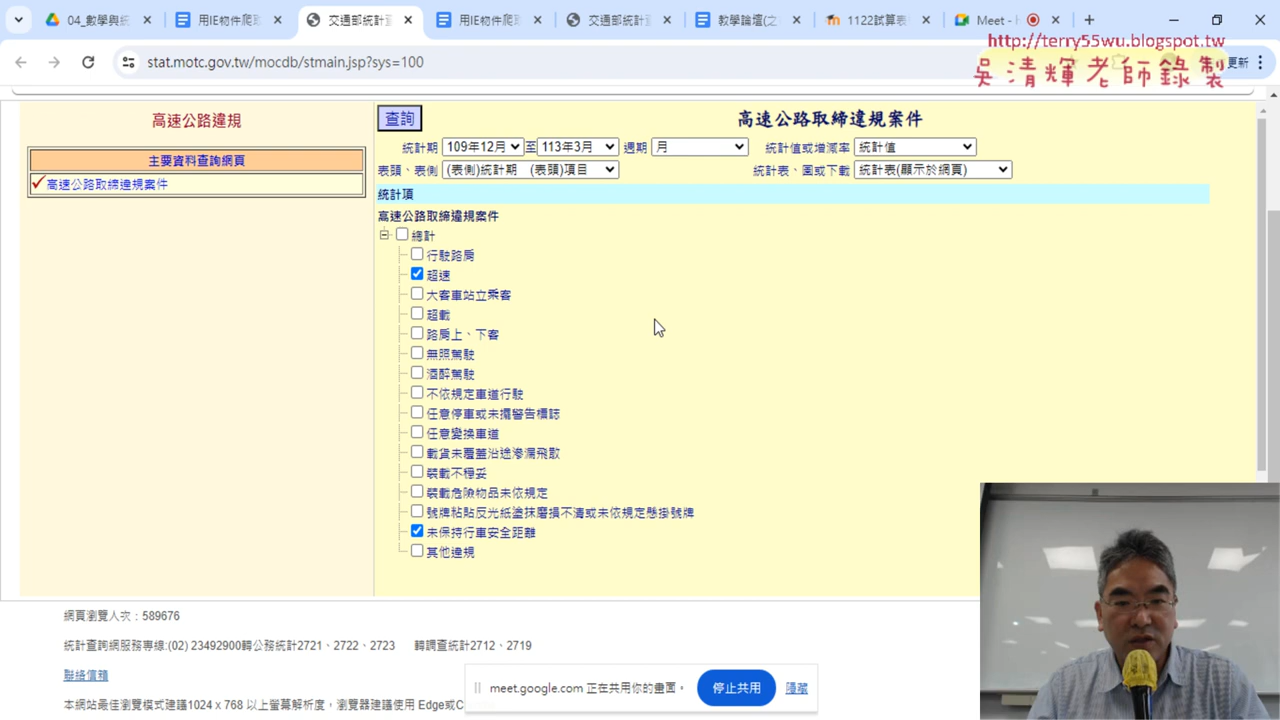 04_數學與統
用IE物件爬取
交通部統計查
用IE物件爬取
交通部統計查
教學論壇(之
1122試算表
Meet -
stat.motc.gov.tw/mocdb/stmain.jsp?sys=100
更新
http://terry55wu.blogspot.tw
吳清輝老師錄製
高速公路違規
主要資料查詢網頁
高速公路取締違規案件
查詢
高速公路取締違規案件
統計期 109年12月 至 113年3月 週期 月 統計值或增減率 統計值
表頭、表側 (表側)統計期 (表頭)項目 統計表、圖或下載 統計表(顯示於網頁)
統計項
高速公路取締違規案件
總計
行駛路肩
超速
大客車站立乘客
超載
路肩上、下客
無照駕駛
酒醉駕駛
不依規定車道行駛
任意停車或未擺警告標誌
任意變換車道
載貨未覆蓋沿途滲漏飛散
裝載不穩妥
裝載危險物品未依規定
號牌粘貼反光紙塗抹磨損不清或未依規定懸掛號牌
未保持行車安全距離
其他違規
網頁瀏覽人次：589676
統計查詢網服務專線:(02) 23492900轉公務統計2721、2722、2723 轉調查統計2712、2719
聯絡信箱
本網站最佳瀏覽模式建議1024 x 768 以上螢幕解析度，瀏覽器建議使用 Edge或C
meet.google.com 正在共用你的畫面。
停止共用
隱藏